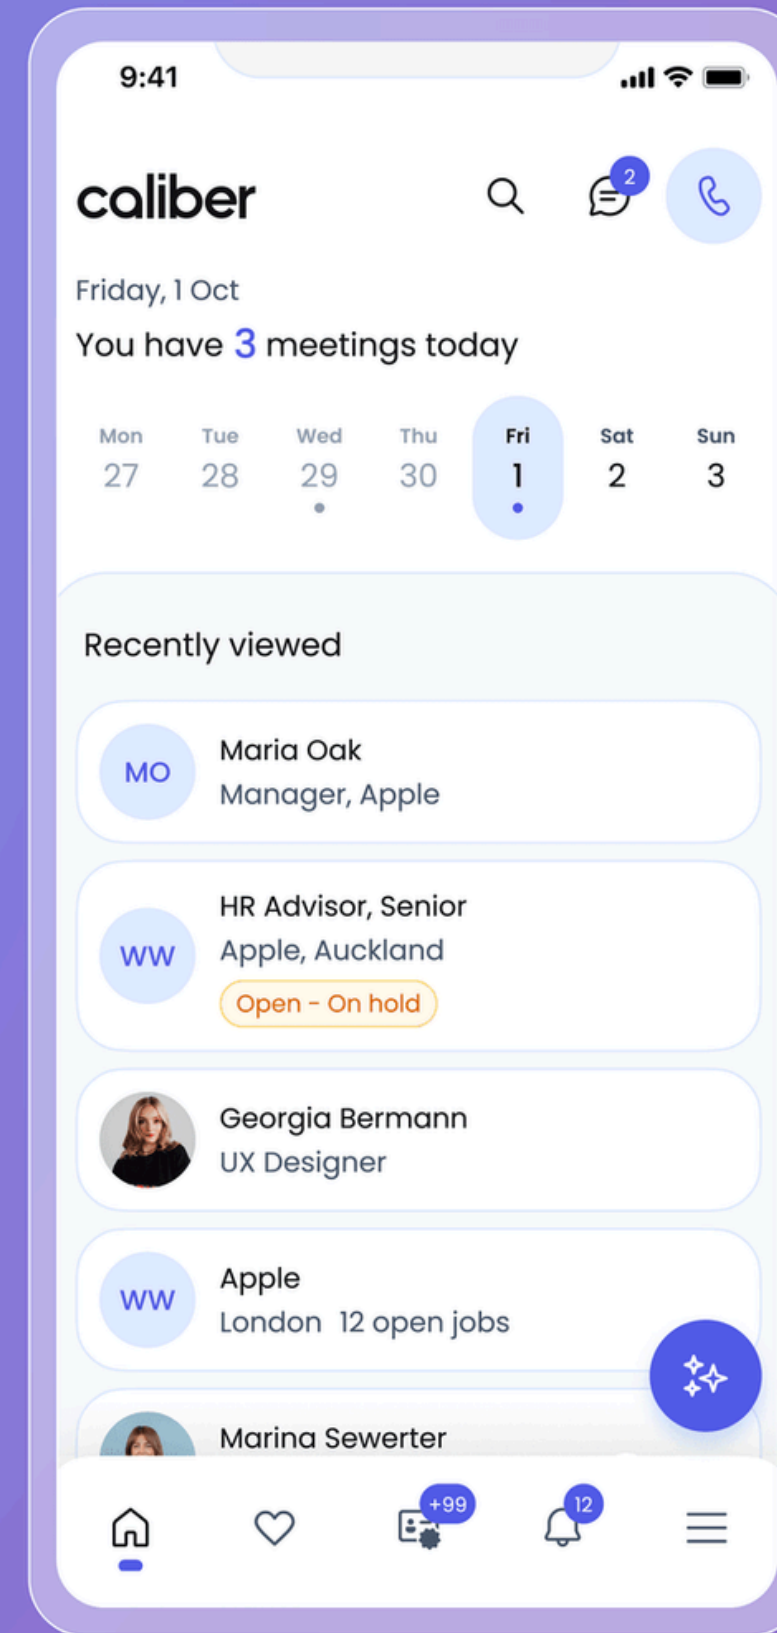 9:41
caliber
2
Friday, 1 Oct
You have 3 meetings today
Mon Tue Wed Thu Fri Sat Sun
27 28 29 30 1 2 3
Recently viewed
MO
Maria Oak
Manager, Apple
WW
HR Advisor, Senior
Apple, Auckland
Open - On hold
Georgia Bermann
UX Designer
WW
Apple
London 12 open jobs
Marina Sewerter
+99
12